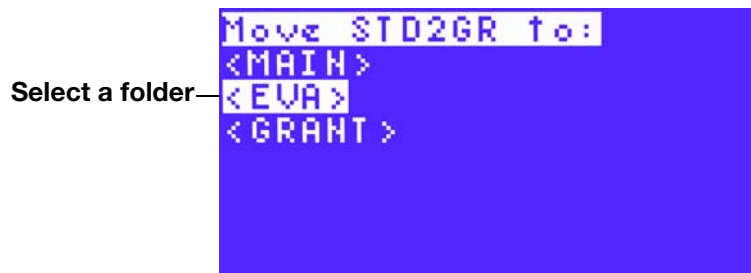 Move STD2GR to:
<MAIN>
Select a folder
<EVA>
<GRANT>